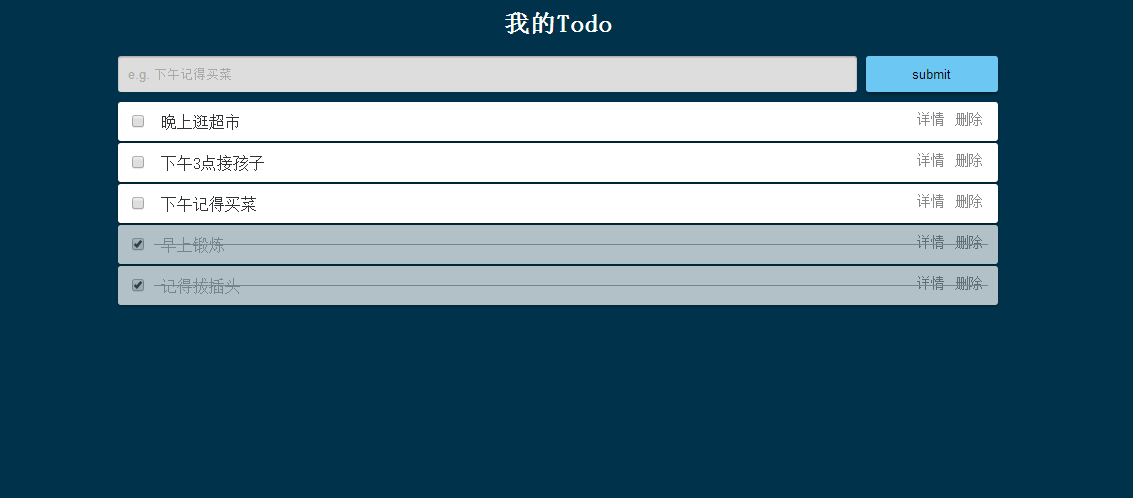 我的Todo
e.g. 下午记得买菜 submit
晚上逛超市 详情 删除
下午3点接孩子 详情 删除
下午记得买菜 详情 删除
早上锻炼 详情 删除
记得拔插头 详情 删除